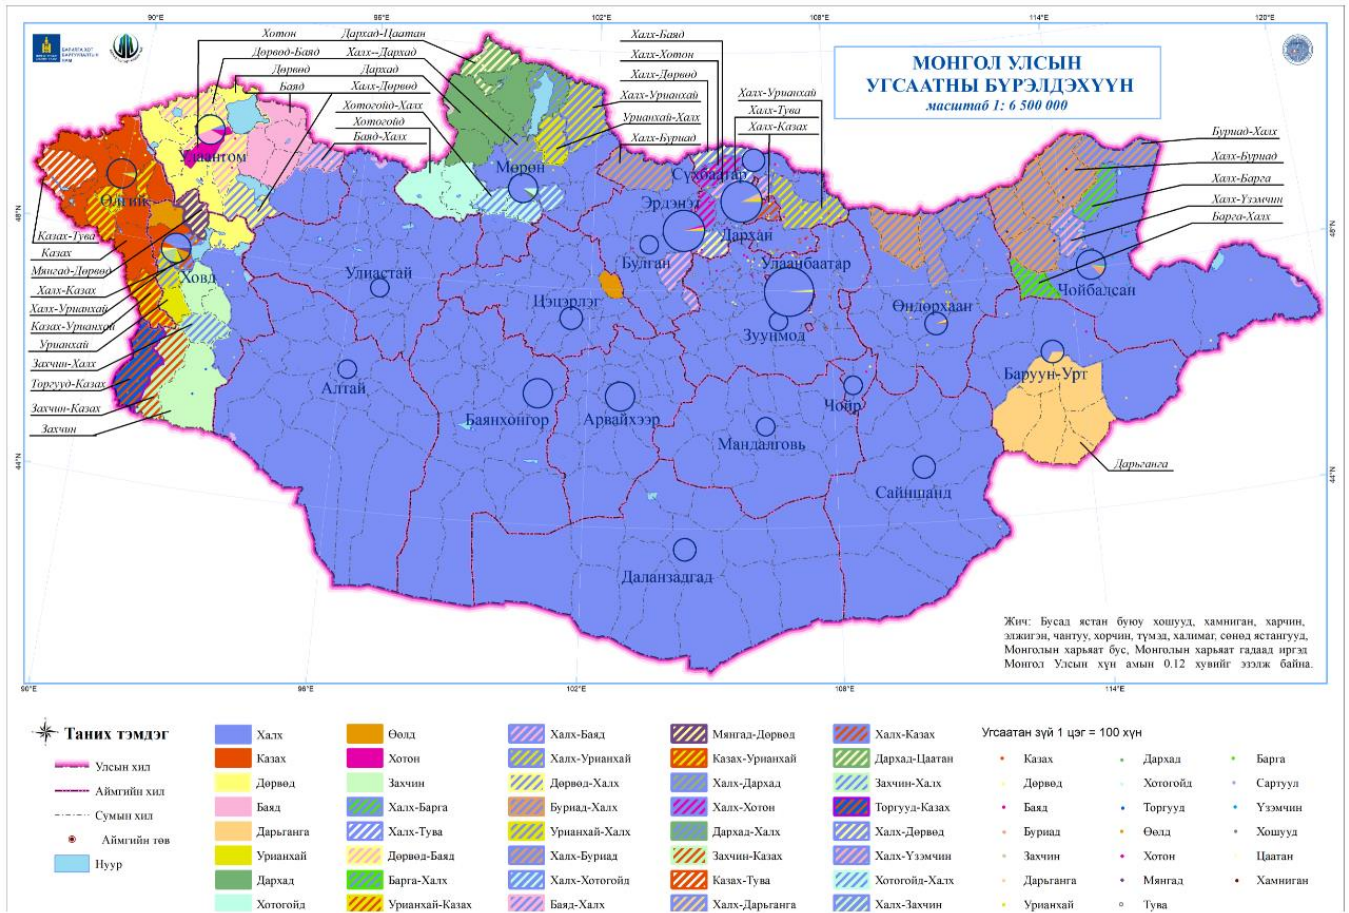 90°E
96°E
102°E
108°E
114°E
120°E
МОНГОЛ УЛСЫН
УГСААТНЫ БҮРЭЛДЭХҮҮН
масштаб 1: 6 500 000
Хотон
Дөрвөд-Баяд
Дөрвөд
Баяд
Дархад-Цаатан
Халх--Дархад
Дархад
Халх-Дөрвөд
Хотогойд-Халх
Хотогойд
Баяд-Халх
Халх-Баяд
Халх-Хотон
Халх-Дөрвөд
Халх-Урианхай
Урианхай-Халх
Халх-Буриад
Халх-Урианхай
Халх-Тува
Халх-Казах
Буриад-Халх
Халх-Буриад
Халх-Барга
Халх-Үзэмчин
Барга-Халх
Казах-Тува
Казах
Мянгад-Дөрвөд
Халх-Казах
Халх-Урианхай
Казах-Урианхай
Урианхай
Захчин-Халх
Торгууд-Казах
Захчин-Казах
Захчин
Дарьганга
Улаангом
Өлгий
Ховд
Мөрөн
Сүхбаатар
Эрдэнэт
Дархан
Булган
Улаанбаатар
Улиастай
Цэцэрлэг
Зуунмод
Өндөрхаан
Чойбалсан
Баруун-Урт
Алтай
Баянхонгор
Арвайхээр
Чойр
Мандалговь
Сайншанд
Даланзадгад
48°N
48°N
44°N
44°N
Жич: Бусад ястан буюу хошууд, хамниган, харчин,
элжигэн, чантуу, хорчин, түмэд, халимаг, сөнөд ястангууд,
Монголын харьяат бус, Монголын харьяат гадаад иргэд
Монгол Улсын хүн амын 0.12 хувийг эзэлж байна.
90°E
96°E
102°E
108°E
114°E
Таних тэмдэг
Улсын хил
Аймгийн хил
Сумын хил
Аймгийн төв
Нуур
Халх
Казах
Дөрвөд
Баяд
Дарьганга
Урианхай
Дархад
Хотогойд
Өөлд
Хотон
Захчин
Халх-Барга
Халх-Тува
Дөрвөд-Баяд
Барга-Халх
Урианхай-Казах
Халх-Баяд
Халх-Урианхай
Дөрвөд-Халх
Буриад-Халх
Урианхай-Халх
Халх-Буриад
Халх-Хотогойд
Баяд-Халх
Мянгад-Дөрвөд
Казах-Урианхай
Халх-Дархад
Халх-Хотон
Дархад-Халх
Захчин-Казах
Казах-Тува
Халх-Дарьганга
Халх-Казах
Дархад-Цаатан
Захчин-Халх
Торгууд-Казах
Халх-Дөрвөд
Халх-Үзэмчин
Хотогойд-Халх
Халх-Захчин
Угсаатан зүй 1 цэг = 100 хүн
Казах
Дөрвөд
Баяд
Буриад
Захчин
Дарьганга
Урианхай
Дархад
Хотогойд
Торгууд
Өөлд
Хотон
Мянгад
Тува
Барга
Сартуул
Үзэмчин
Хошууд
Цаатан
Хамниган